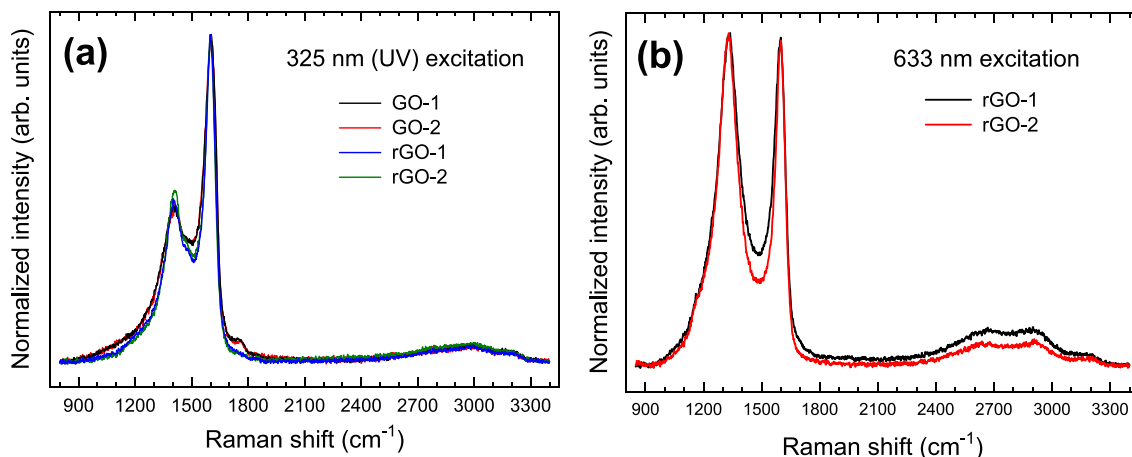 (a)
325 nm (UV) excitation
GO-1
GO-2
rGO-1
rGO-2
Normalized intensity (arb. units)
900 1200 1500 1800 2100 2400 2700 3000 3300
Raman shift (cm⁻¹)
(b)
633 nm excitation
rGO-1
rGO-2
Normalized intensity (arb. units)
900 1200 1500 1800 2100 2400 2700 3000 3300
Raman shift (cm⁻¹)